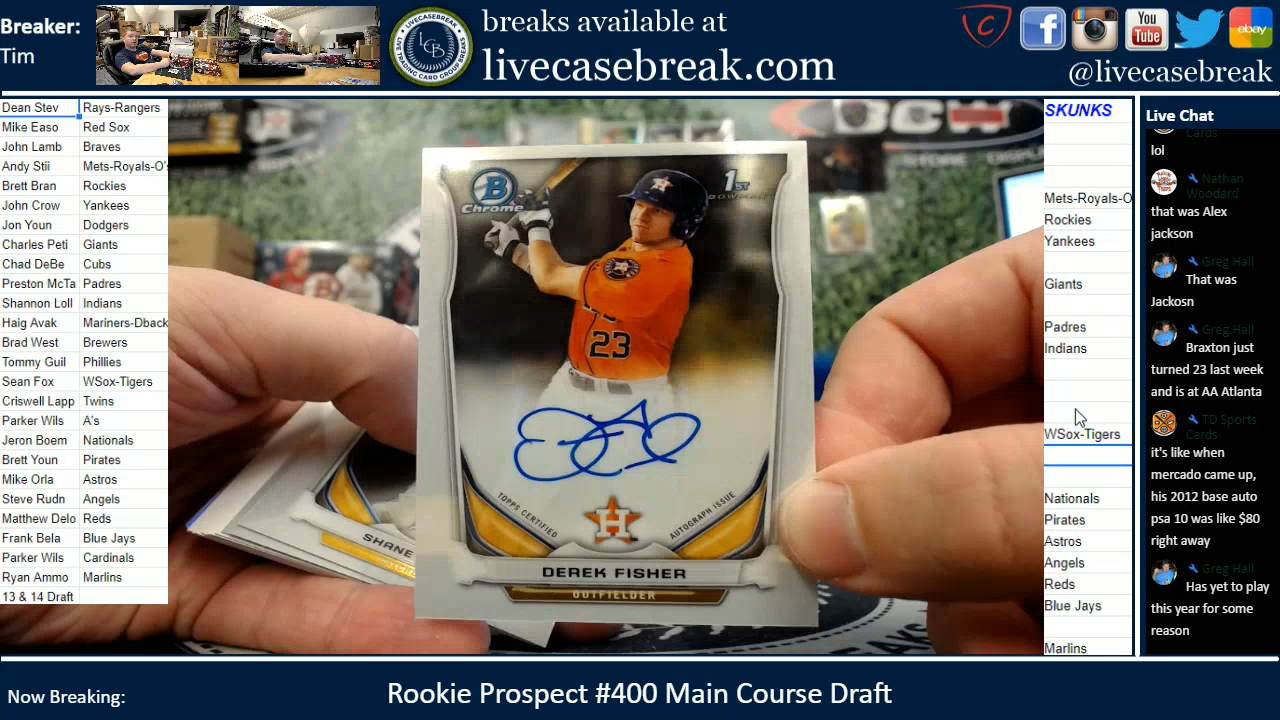 Breaker:
Tim
breaks available at
livecasebreak.com
You
Tube
ebay
@livecasebreak
Dean Stev Rays-Rangers
Mike Easo Red Sox
John Lamb Braves
Andy Stii Mets-Royals-O's
Brett Bran Rockies
John Crow Yankees
Jon Youn Dodgers
Charles Peti Giants
Chad DeBe Cubs
Preston McTa Padres
Shannon Loll Indians
Haig Avak Mariners-Dback
Brad West Brewers
Tommy Guil Phillies
Sean Fox WSox-Tigers
Criswell Lapp Twins
Parker Wils A's
Jeron Boem Nationals
Brett Youn Pirates
Mike Orla Astros
Steve Rudn Angels
Matthew Delo Reds
Frank Bela Blue Jays
Parker Wils Cardinals
Ryan Ammo Marlins
13 & 14 Draft
BCW
B
Chrome
1ST
BOWMAN
23
TOPPS CERTIFIED
AUTOGRAPH ISSUE
H
DEREK FISHER
OUTFIELDER
SHANE
SKUNKS
Mets-Royals-O
Rockies
Yankees
Giants
Padres
Indians
WSox-Tigers
Nationals
Pirates
Astros
Angels
Reds
Blue Jays
Marlins
Live Chat
Cards
lol
Nathan
Woodard
that was Alex
jackson
Greg Hall
That was
Jackosn
Greg Hall
Braxton just
turned 23 last week
and is at AA Atlanta
TD Sports
Cards
it's like when
mercado came up,
his 2012 base auto
psa 10 was like $80
right away
Greg Hall
Has yet to play
this year for some
reason
Now Breaking:
Rookie Prospect #400 Main Course Draft